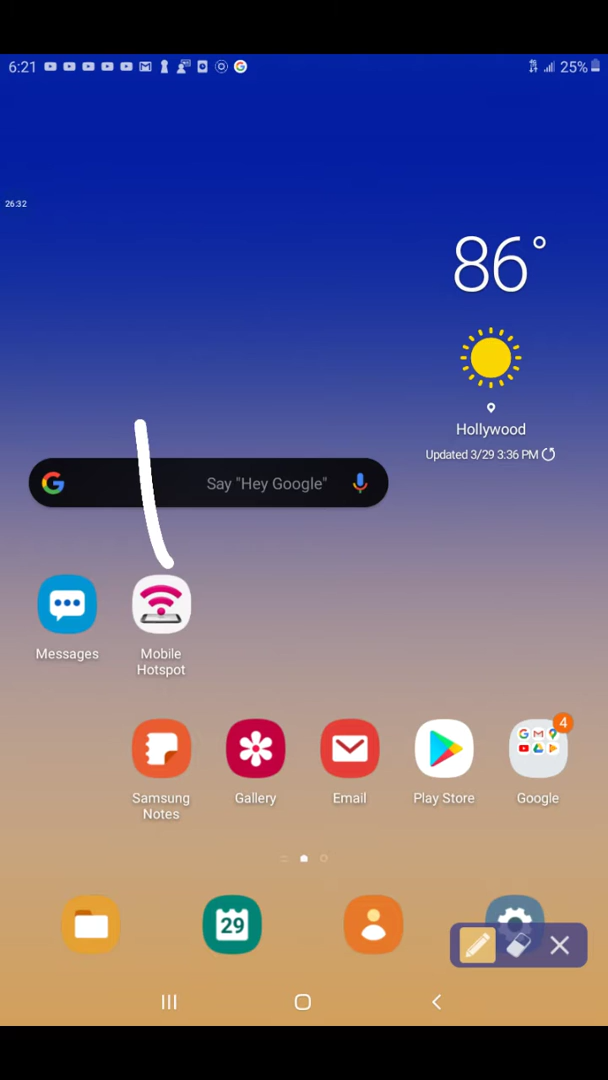 6:21
25%
26:32
86°
Hollywood
Updated 3/29 3:36 PM
Say "Hey Google"
Messages
Mobile
Hotspot
4
Samsung
Notes
Gallery
Email
Play Store
Google
29